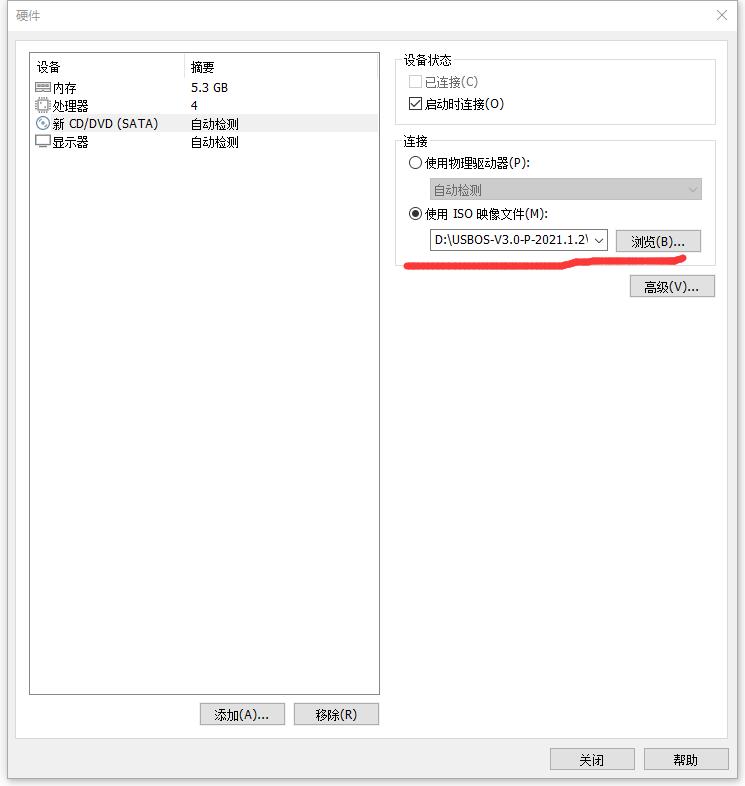 硬件
设备 摘要
内存 5.3 GB
处理器 4
新 CD/DVD (SATA) 自动检测
显示器 自动检测
添加(A)... 移除(R)
设备状态
已连接(C)
启动时连接(O)
连接
使用物理驱动器(P):
自动检测
使用 ISO 映像文件(M):
D:\USBOS-V3.0-P-2021.1.2\ 浏览(B)...
高级(V)...
关闭 帮助